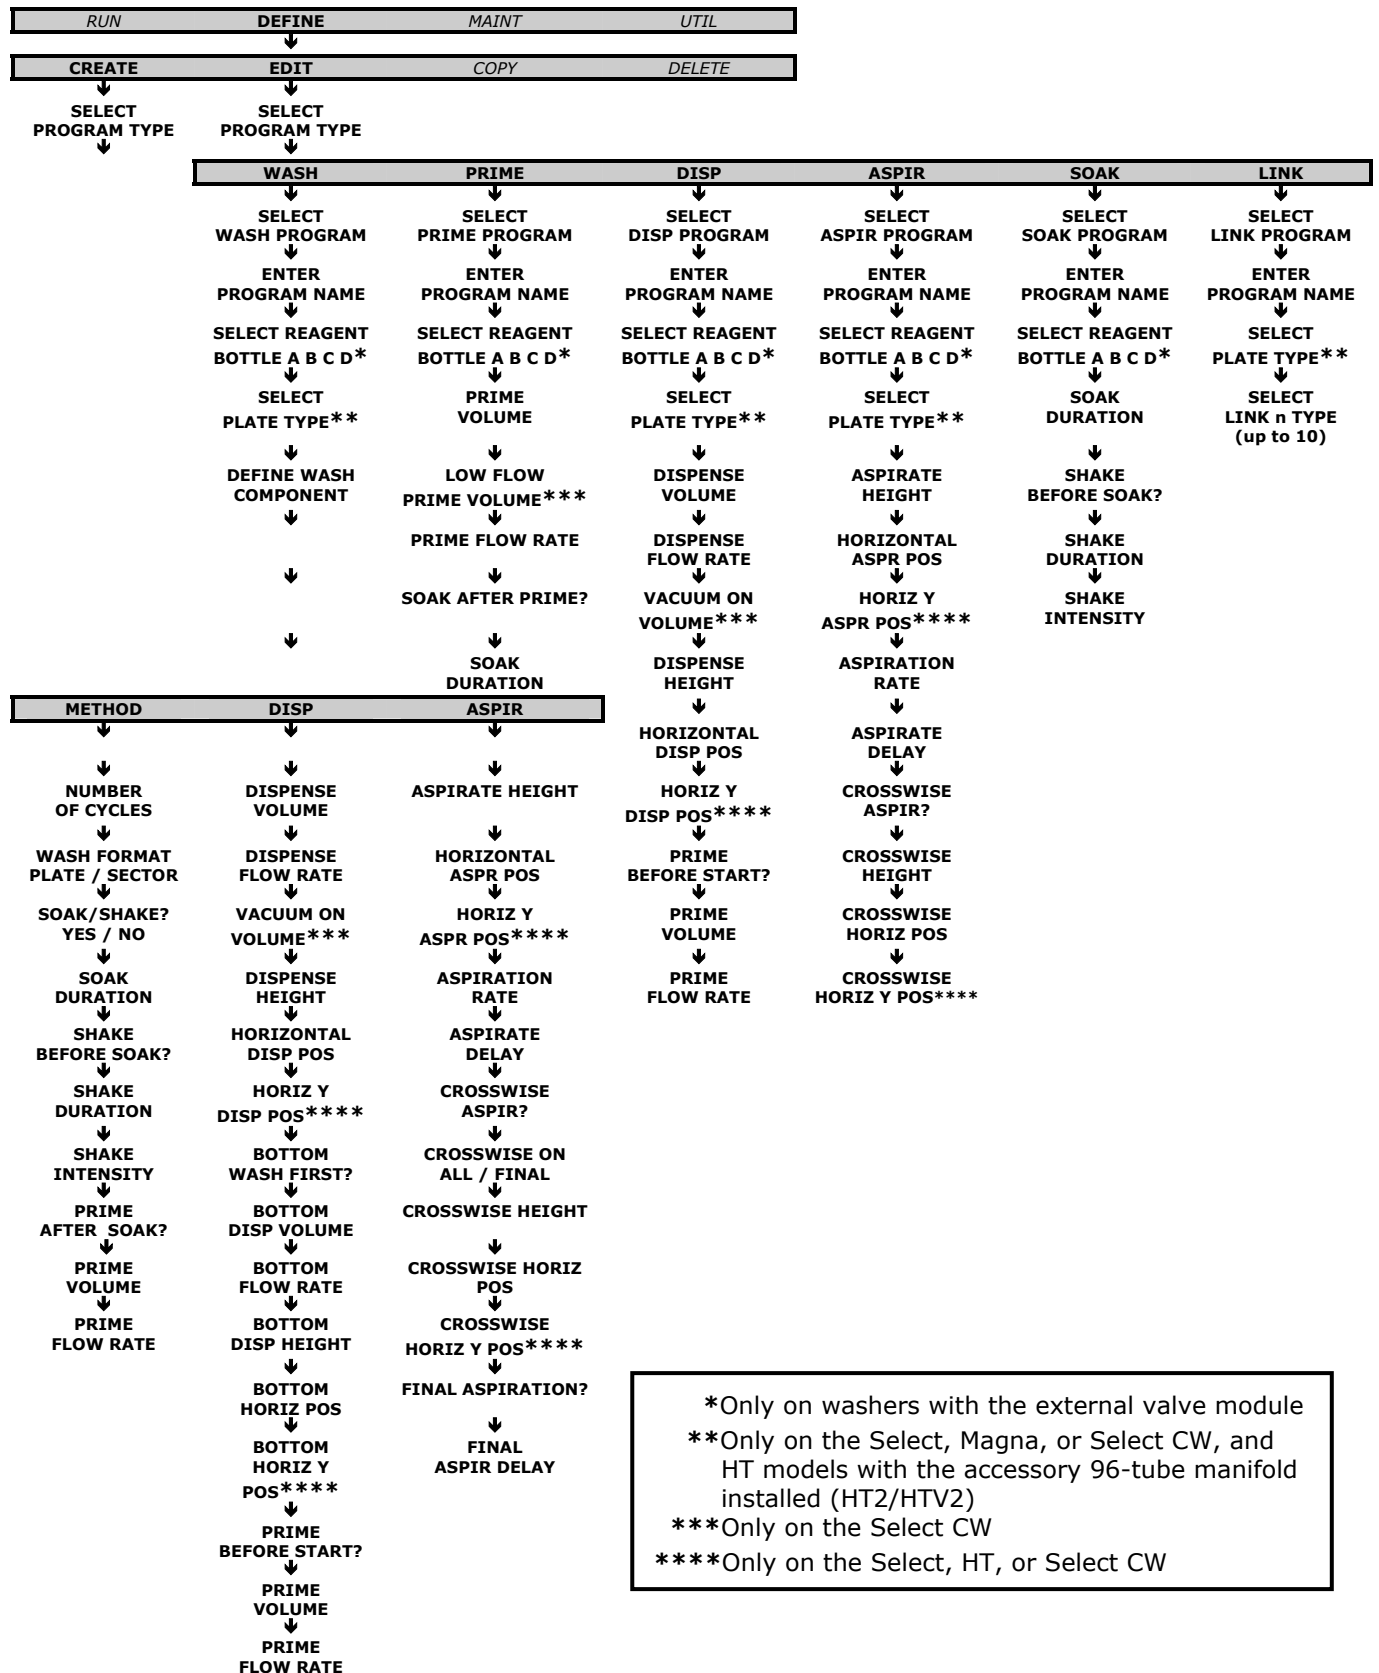 RUN DEFINE MAINT UTIL
CREATE EDIT COPY DELETE
SELECT
PROGRAM TYPE
SELECT
PROGRAM TYPE
WASH PRIME DISP ASPIR SOAK LINK
SELECT
WASH PROGRAM
ENTER
PROGRAM NAME
SELECT REAGENT
BOTTLE A B C D*
SELECT
PLATE TYPE**
DEFINE WASH
COMPONENT
SELECT
PRIME PROGRAM
ENTER
PROGRAM NAME
SELECT REAGENT
BOTTLE A B C D*
PRIME
VOLUME
LOW FLOW
PRIME VOLUME***
PRIME FLOW RATE
SOAK AFTER PRIME?
SOAK
DURATION
SELECT
DISP PROGRAM
ENTER
PROGRAM NAME
SELECT REAGENT
BOTTLE A B C D*
SELECT
PLATE TYPE**
DISPENSE
VOLUME
DISPENSE
FLOW RATE
VACUUM ON
VOLUME***
DISPENSE
HEIGHT
HORIZONTAL
DISP POS
HORIZ Y
DISP POS****
PRIME
BEFORE START?
PRIME
VOLUME
PRIME
FLOW RATE
SELECT
ASPIR PROGRAM
ENTER
PROGRAM NAME
SELECT REAGENT
BOTTLE A B C D*
SELECT
PLATE TYPE**
ASPIRATE
HEIGHT
HORIZONTAL
ASPR POS
HORIZ Y
ASPR POS****
ASPIRATION
RATE
ASPIRATE
DELAY
CROSSWISE
ASPIR?
CROSSWISE
HEIGHT
CROSSWISE
HORIZ POS
CROSSWISE
HORIZ Y POS****
SELECT
SOAK PROGRAM
ENTER
PROGRAM NAME
SELECT REAGENT
BOTTLE A B C D*
SOAK
DURATION
SHAKE
BEFORE SOAK?
SHAKE
DURATION
SHAKE
INTENSITY
SELECT
LINK PROGRAM
ENTER
PROGRAM NAME
SELECT
PLATE TYPE**
SELECT
LINK n TYPE
(up to 10)
METHOD DISP ASPIR
NUMBER
OF CYCLES
WASH FORMAT
PLATE / SECTOR
SOAK/SHAKE?
YES / NO
SOAK
DURATION
SHAKE
BEFORE SOAK?
SHAKE
DURATION
SHAKE
INTENSITY
PRIME
AFTER SOAK?
PRIME
VOLUME
PRIME
FLOW RATE
DISPENSE
VOLUME
DISPENSE
FLOW RATE
VACUUM ON
VOLUME***
DISPENSE
HEIGHT
HORIZONTAL
DISP POS
HORIZ Y
DISP POS****
BOTTOM
WASH FIRST?
BOTTOM
DISP VOLUME
BOTTOM
FLOW RATE
BOTTOM
DISP HEIGHT
BOTTOM
HORIZ POS
BOTTOM
HORIZ Y
POS****
PRIME
BEFORE START?
PRIME
VOLUME
PRIME
FLOW RATE
ASPIRATE HEIGHT
HORIZONTAL
ASPR POS
HORIZ Y
ASPR POS****
ASPIRATION
RATE
ASPIRATE
DELAY
CROSSWISE
ASPIR?
CROSSWISE ON
ALL / FINAL
CROSSWISE HEIGHT
CROSSWISE HORIZ
POS
CROSSWISE
HORIZ Y POS****
FINAL ASPIRATION?
FINAL
ASPIR DELAY
*Only on washers with the external valve module
**Only on the Select, Magna, or Select CW, and
HT models with the accessory 96-tube manifold
installed (HT2/HTV2)
***Only on the Select CW
****Only on the Select, HT, or Select CW